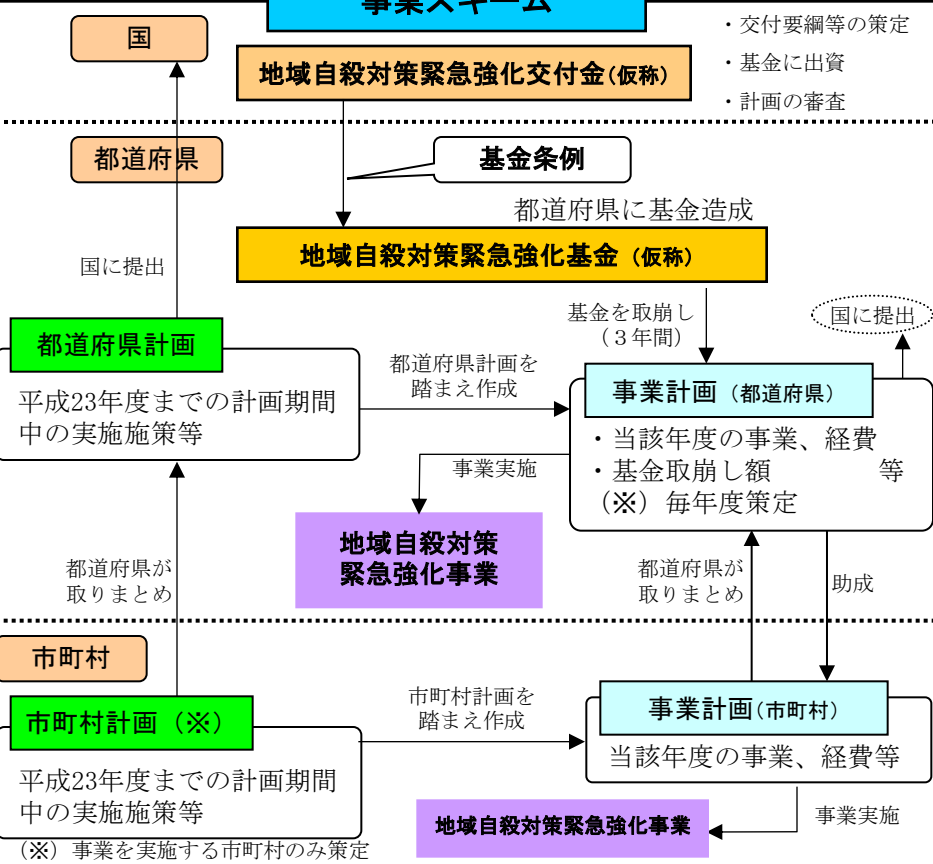 事業スキーム
国
地域自殺対策緊急強化交付金(仮称)
・交付要綱等の策定
・基金に出資
・計画の審査
都道府県
基金条例
都道府県に基金造成
地域自殺対策緊急強化基金（仮称）
国に提出
基金を取崩し
（３年間）
国に提出
都道府県計画
平成23年度までの計画期間
中の実施施策等
都道府県計画を
踏まえ作成
事業計画（都道府県）
・当該年度の事業、経費
・基金取崩し額　　　　等
（※）毎年度策定
事業実施
地域自殺対策
緊急強化事業
都道府県が
取りまとめ
都道府県が
取りまとめ
助成
市町村
市町村計画（※）
平成23年度までの計画期間
中の実施施策等
（※）事業を実施する市町村のみ策定
市町村計画を
踏まえ作成
事業計画(市町村)
当該年度の事業、経費等
事業実施
地域自殺対策緊急強化事業